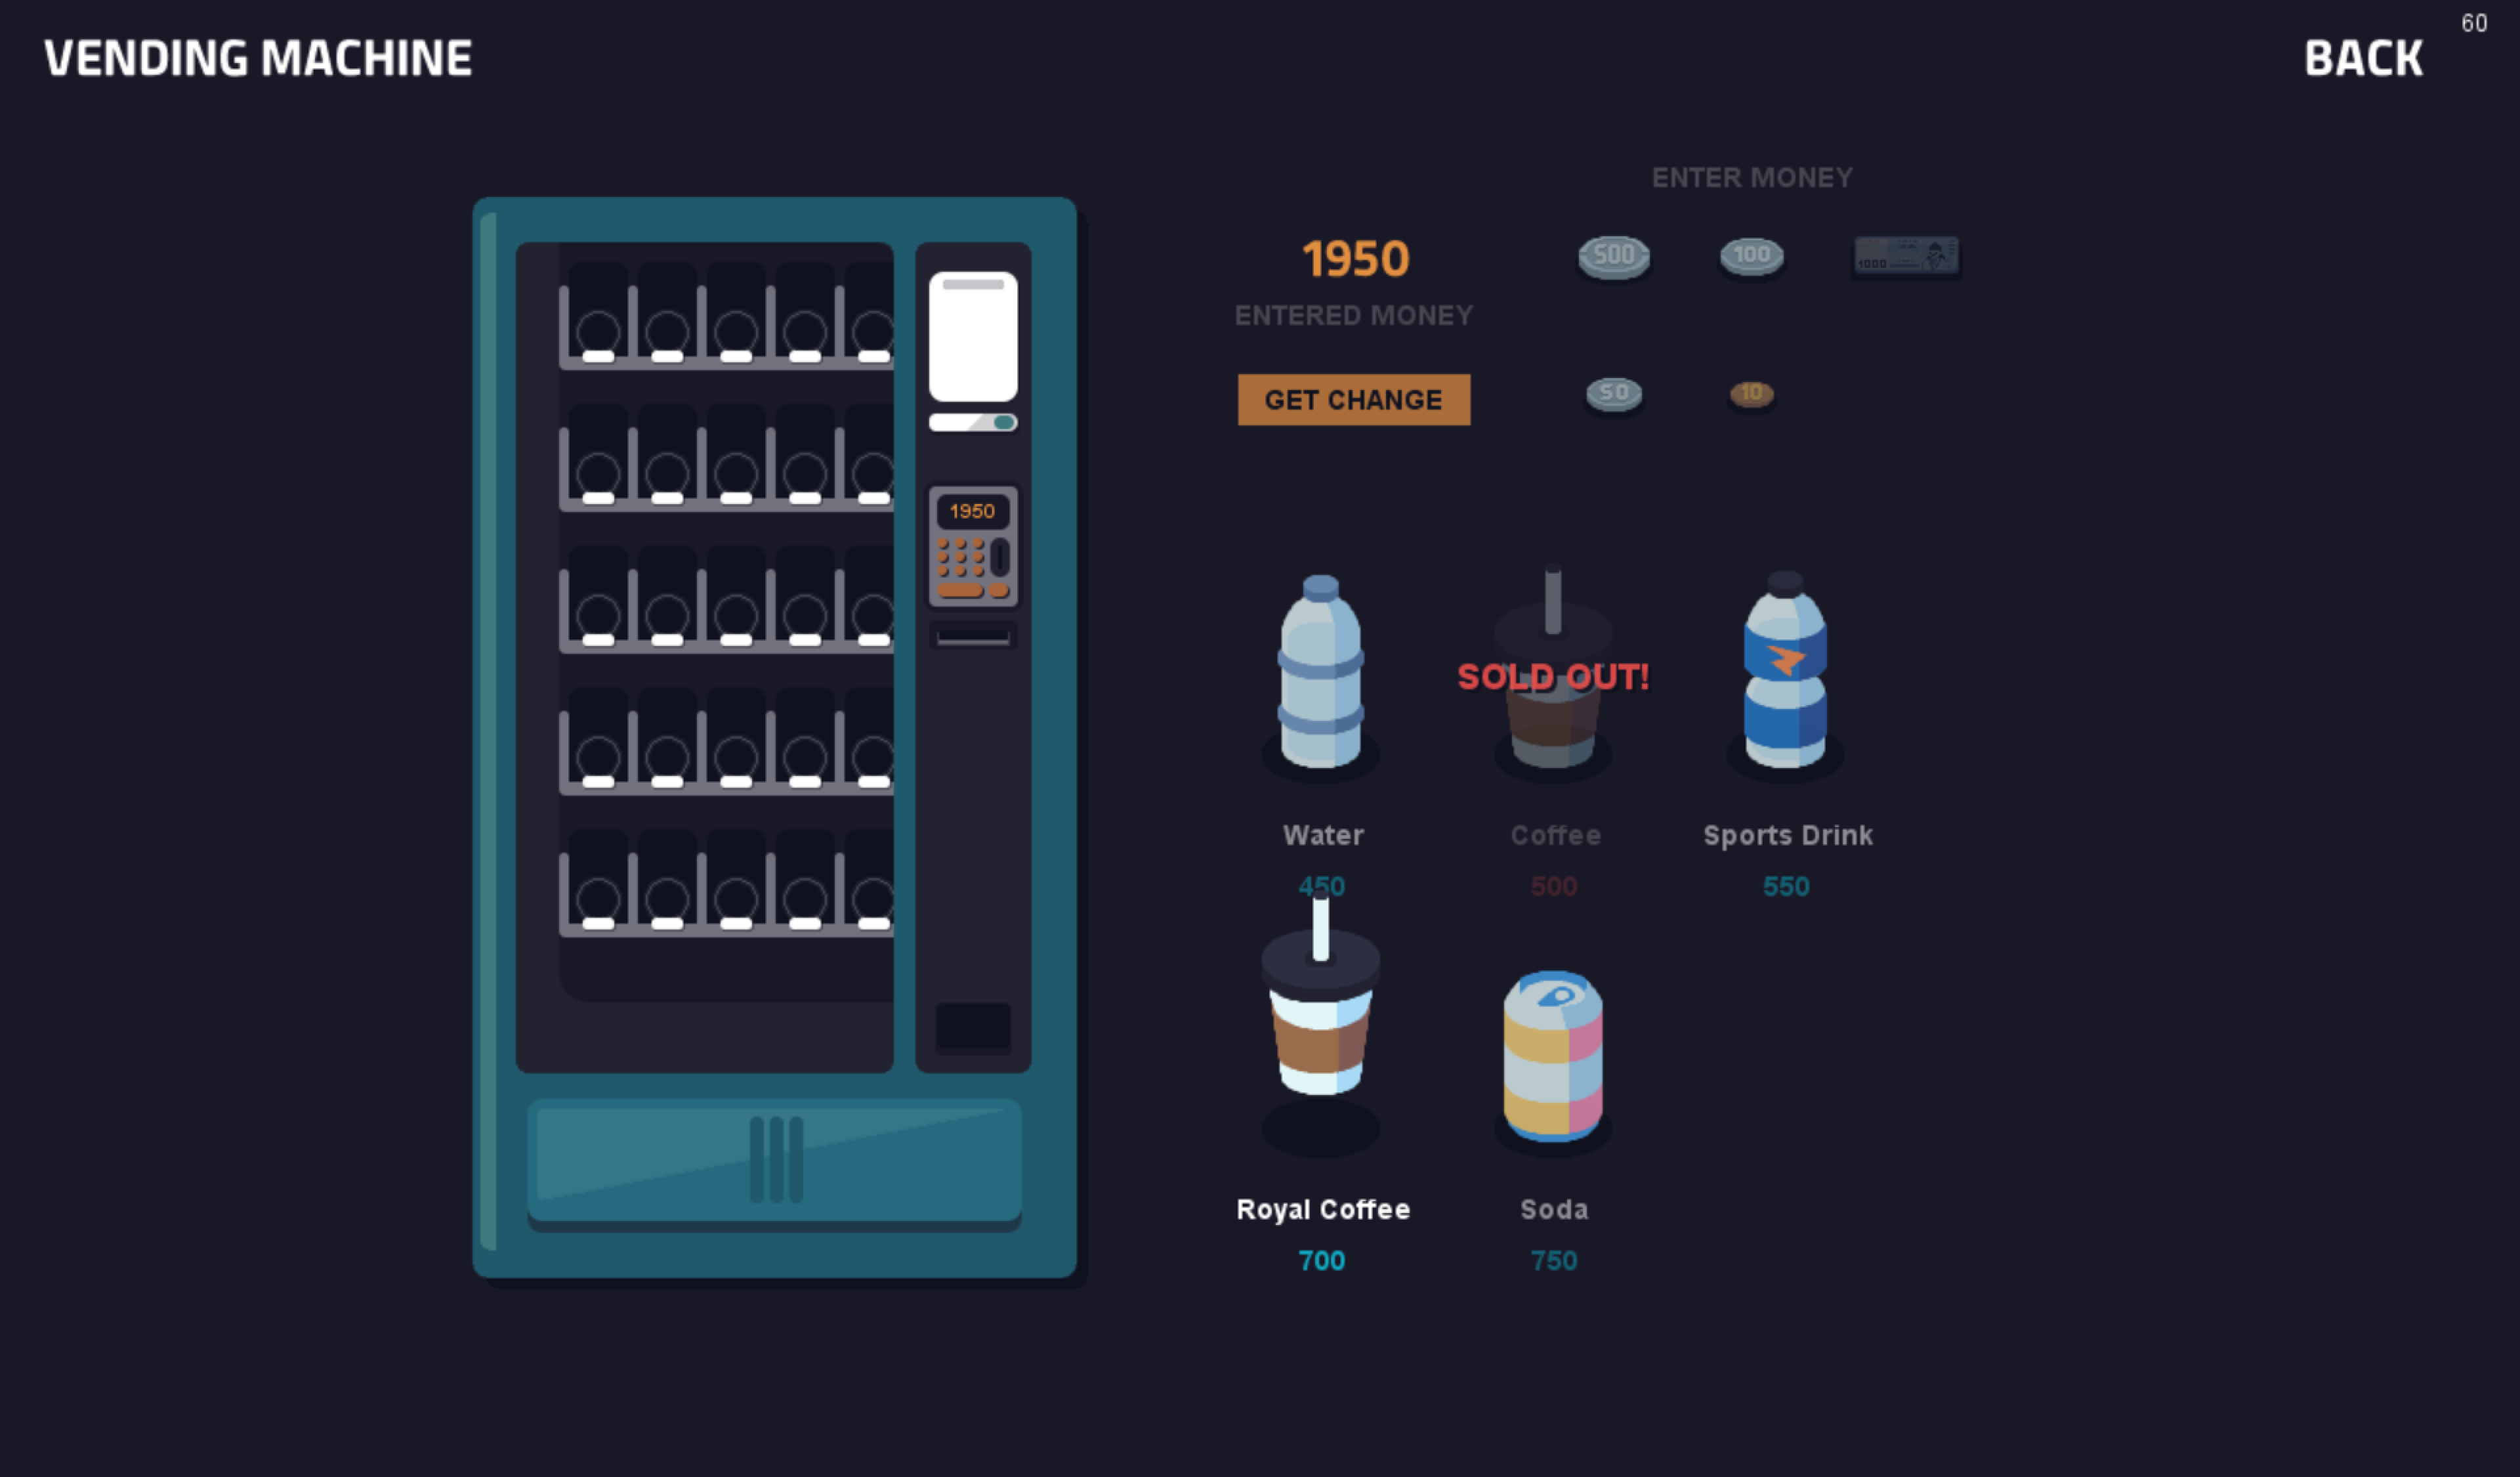 60
VENDING MACHINE
BACK
ENTER MONEY
1950
500
100
1000
ENTERED MONEY
GET CHANGE
50
10
1950
SOLD OUT!
Water
Coffee
Sports Drink
450
500
550
Royal Coffee
Soda
700
750